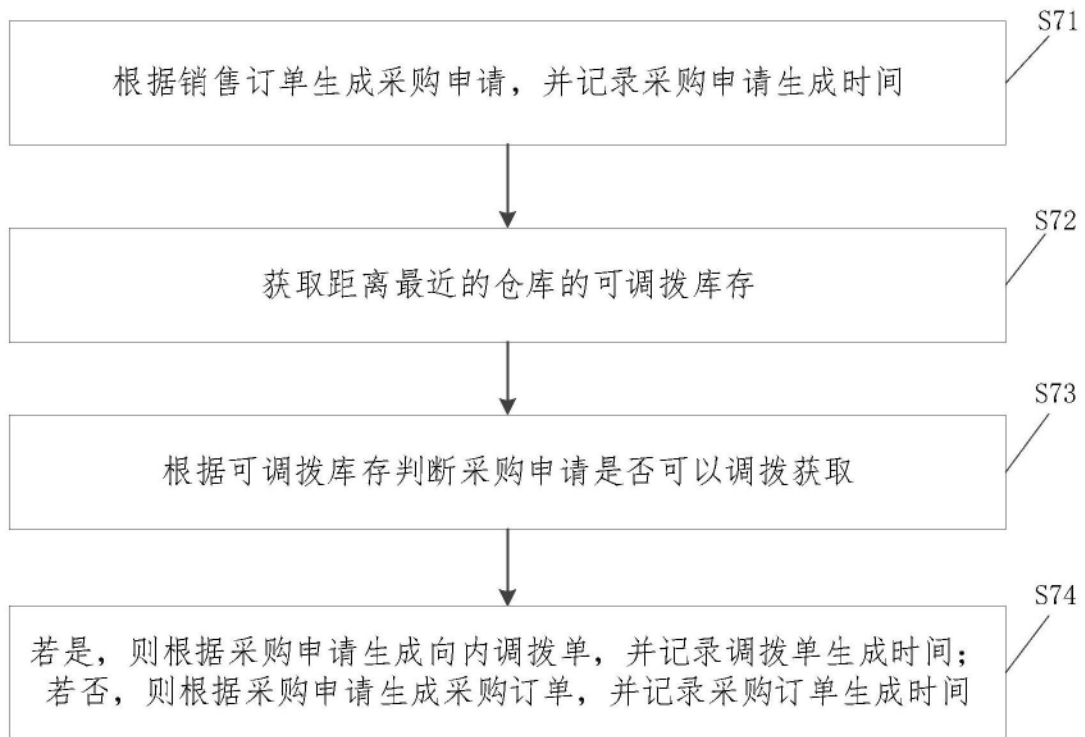 S71
根据销售订单生成采购申请，并记录采购申请生成时间
S72
获取距离最近的仓库的可调拨库存
S73
根据可调拨库存判断采购申请是否可以调拨获取
S74
若是，则根据采购申请生成向内调拨单，并记录调拨单生成时间；
若否，则根据采购申请生成采购订单，并记录采购订单生成时间